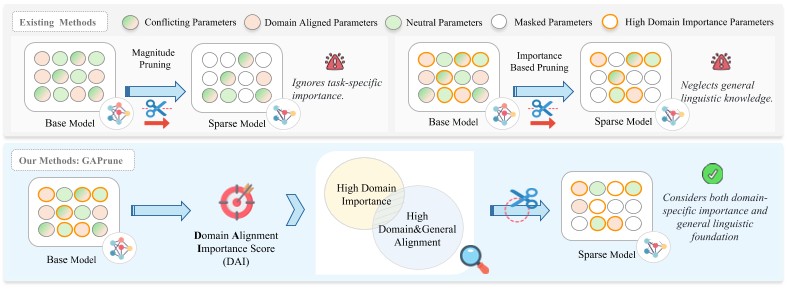 Existing Methods
Conflicting Parameters
Domain Aligned Parameters
Neutral Parameters
Masked Parameters
High Domain Importance Parameters
Magnitude
Pruning
Ignores task-specific
importance.
Base Model
Sparse Model
Importance
Based Pruning
Neglects general
linguistic knowledge.
Base Model
Sparse Model
Our Methods: GAPrune
Base Model
Domain Alignment
Importance Score
(DAI)
High Domain
Importance
High
Domain&General
Alignment
Sparse Model
Considers both domain-
specific importance and
general linguistic
foundation